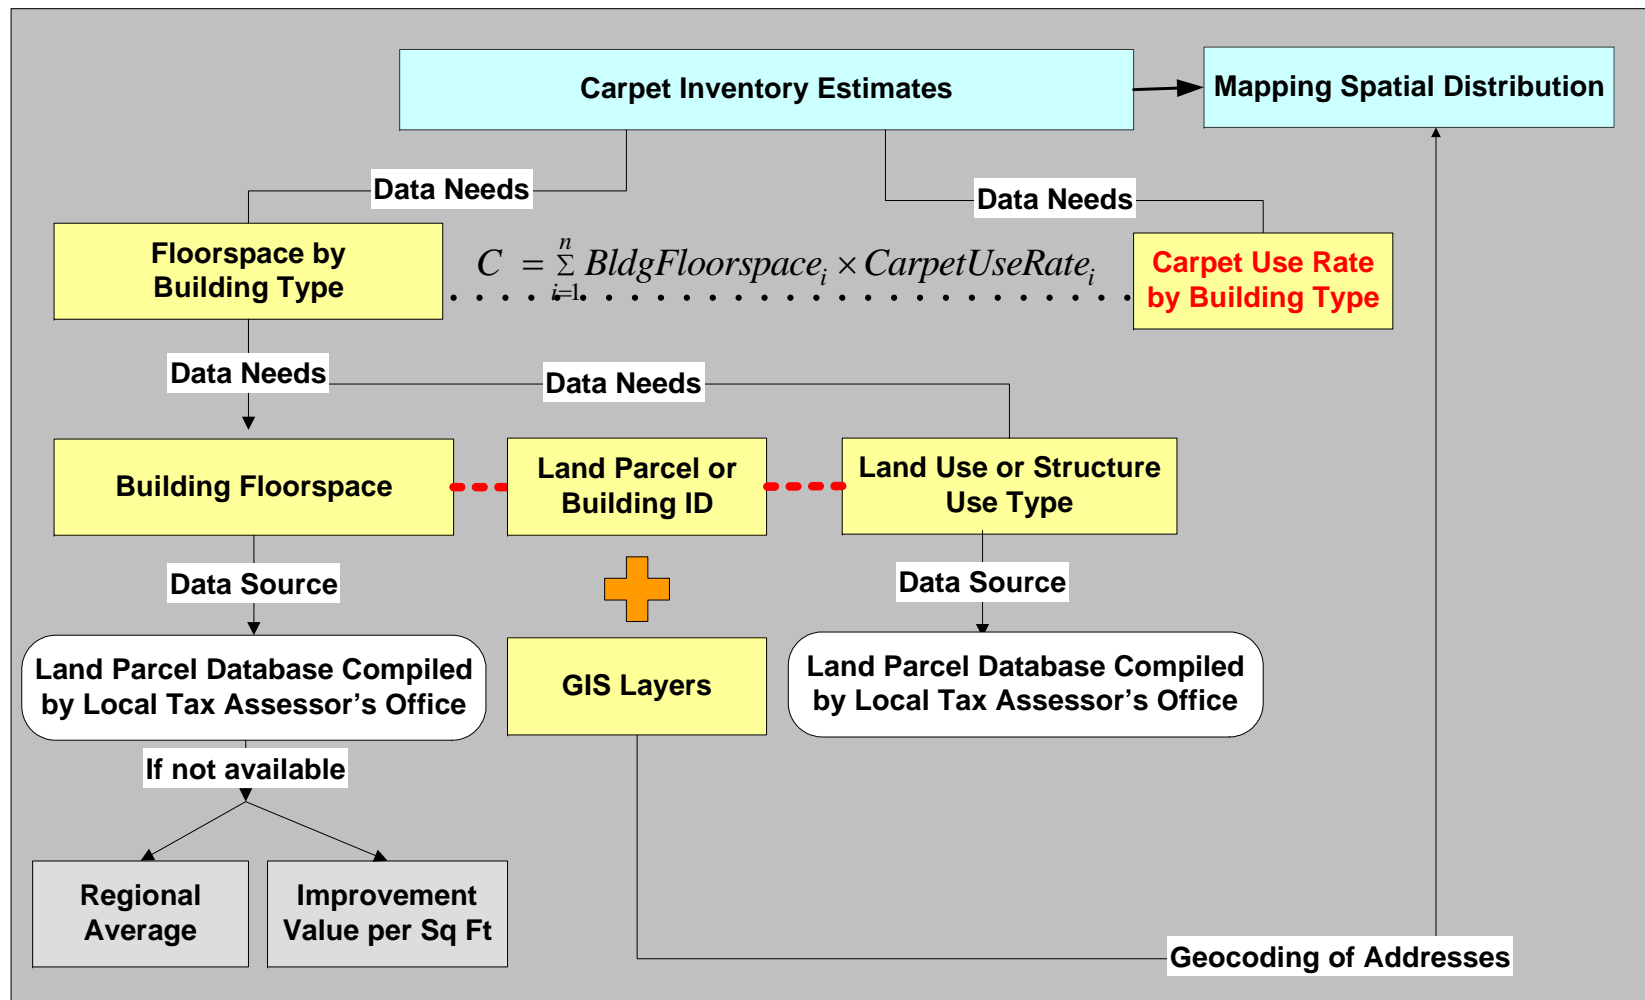 Carpet Inventory Estimates
Mapping Spatial Distribution
Data Needs
Data Needs
Floorspace by
Building Type
C = ∑ⁿᵢ₌₁ BldgFloorspaceᵢ × CarpetUseRateᵢ
Carpet Use Rate
by Building Type
Data Needs
Data Needs
Building Floorspace
Land Parcel or
Building ID
Land Use or Structure
Use Type
Data Source
Data Source
Land Parcel Database Compiled
by Local Tax Assessor’s Office
GIS Layers
Land Parcel Database Compiled
by Local Tax Assessor’s Office
If not available
Regional
Average
Improvement
Value per Sq Ft
Geocoding of Addresses